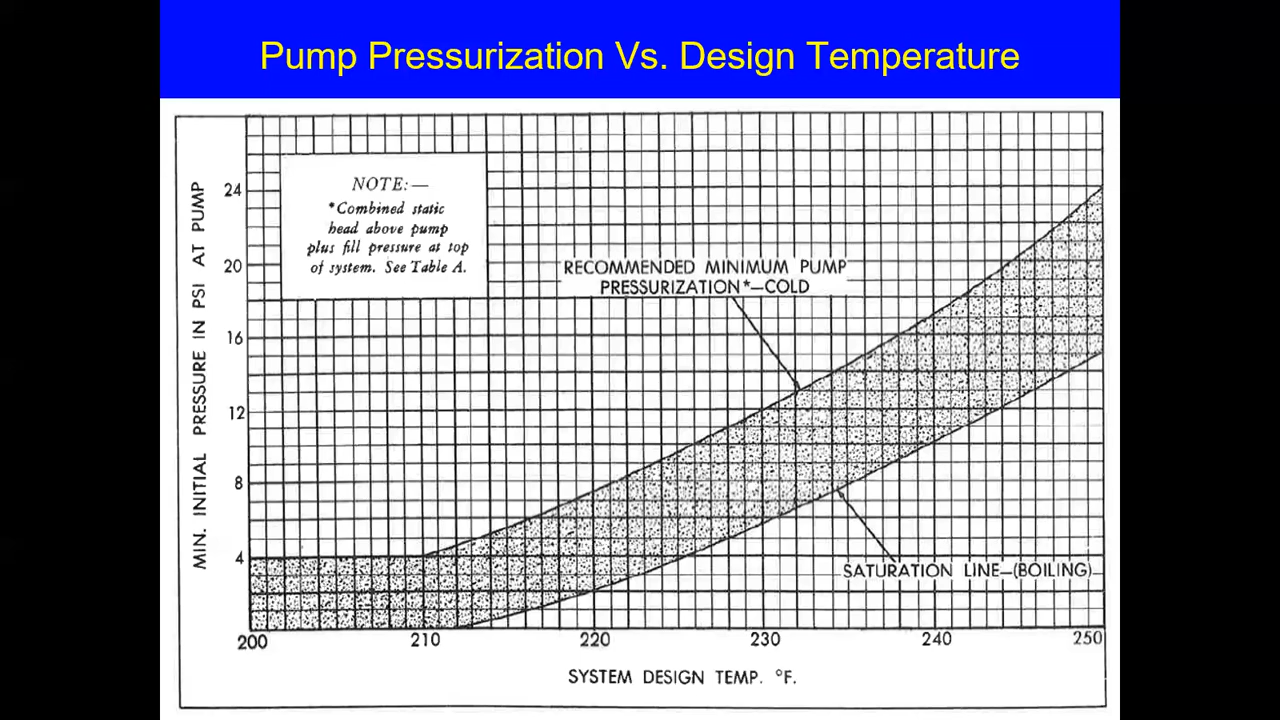 Pump Pressurization Vs. Design Temperature
NOTE:—
*Combined static
head above pump
plus fill pressure at top
of system. See Table A.
RECOMMENDED MINIMUM PUMP
PRESSURIZATION*—COLD
SATURATION LINE—(BOILING)
MIN. INITIAL PRESSURE IN PSI AT PUMP
24
20
16
12
8
4
200 210 220 230 240 250
SYSTEM DESIGN TEMP. °F.